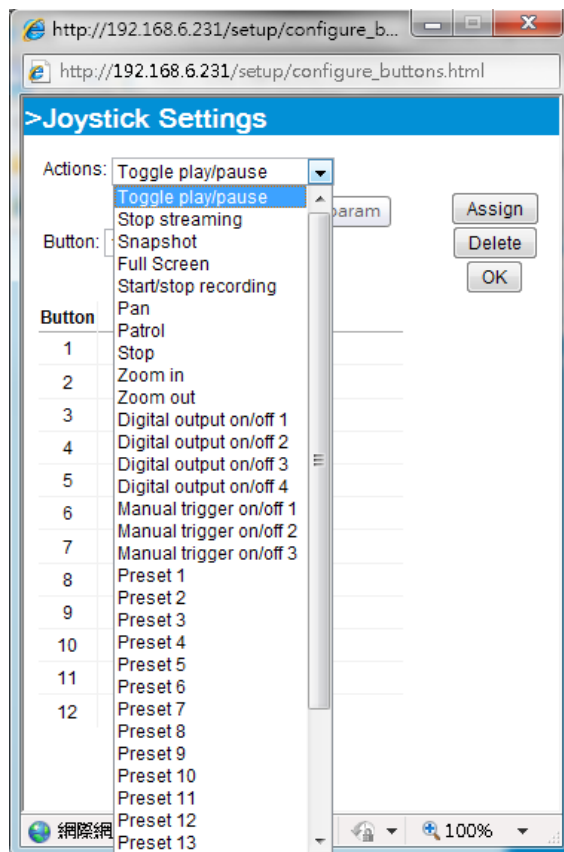 http://192.168.6.231/setup/configure_b...
http://192.168.6.231/setup/configure_buttons.html
>Joystick Settings
Actions: Toggle play/pause
Toggle play/pause
param
Assign
Stop streaming
Button:
Snapshot
Delete
Full Screen
OK
Start/stop recording
Button
Pan
Patrol
1
Stop
2
Zoom in
Zoom out
3
Digital output on/off 1
4
Digital output on/off 2
Digital output on/off 3
5
Digital output on/off 4
6
Manual trigger on/off 1
Manual trigger on/off 2
7
Manual trigger on/off 3
8
Preset 1
Preset 2
9
Preset 3
10
Preset 4
Preset 5
11
Preset 6
12
Preset 7
Preset 8
Preset 9
Preset 10
Preset 11
Preset 12
Preset 13
網際網
100%